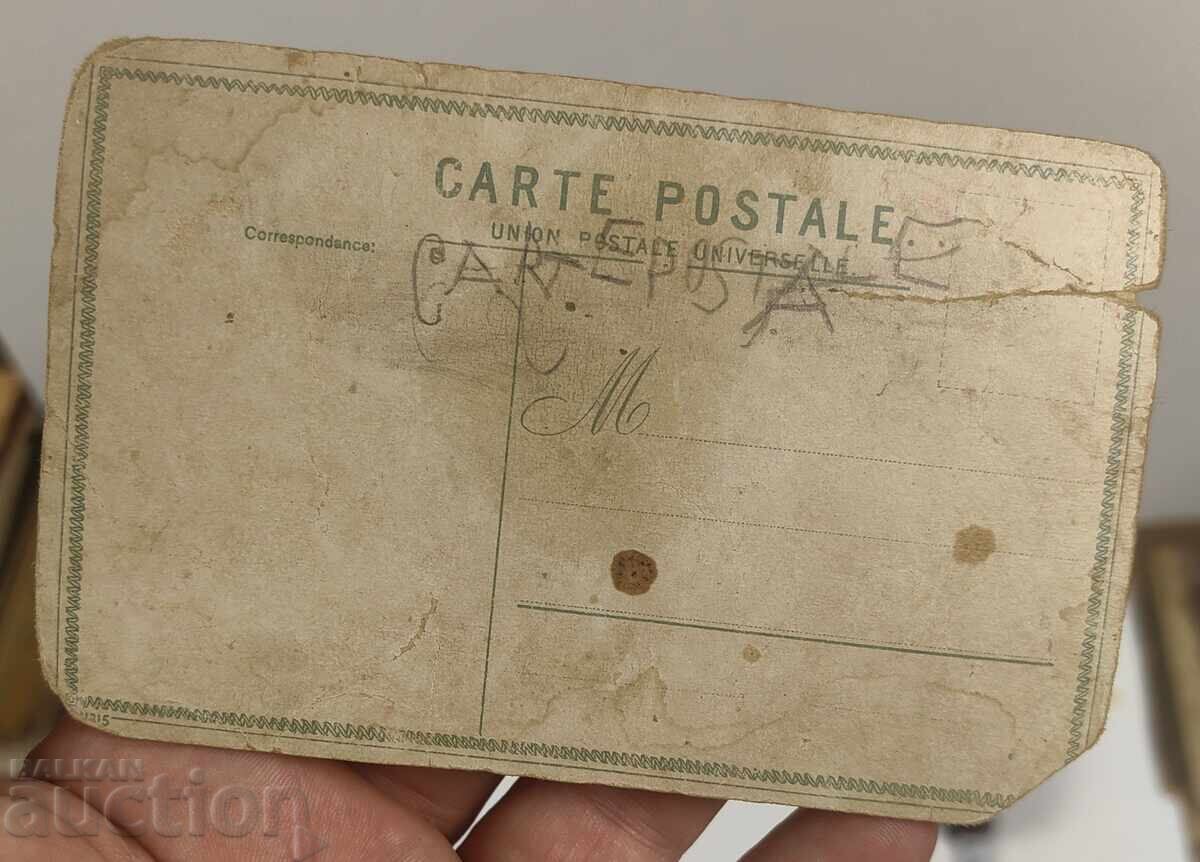 CARTE POSTALE
UNION POSTALE UNIVERSELLE.
Correspondance:
CARTE POSTALE
M
BALKAN
auction